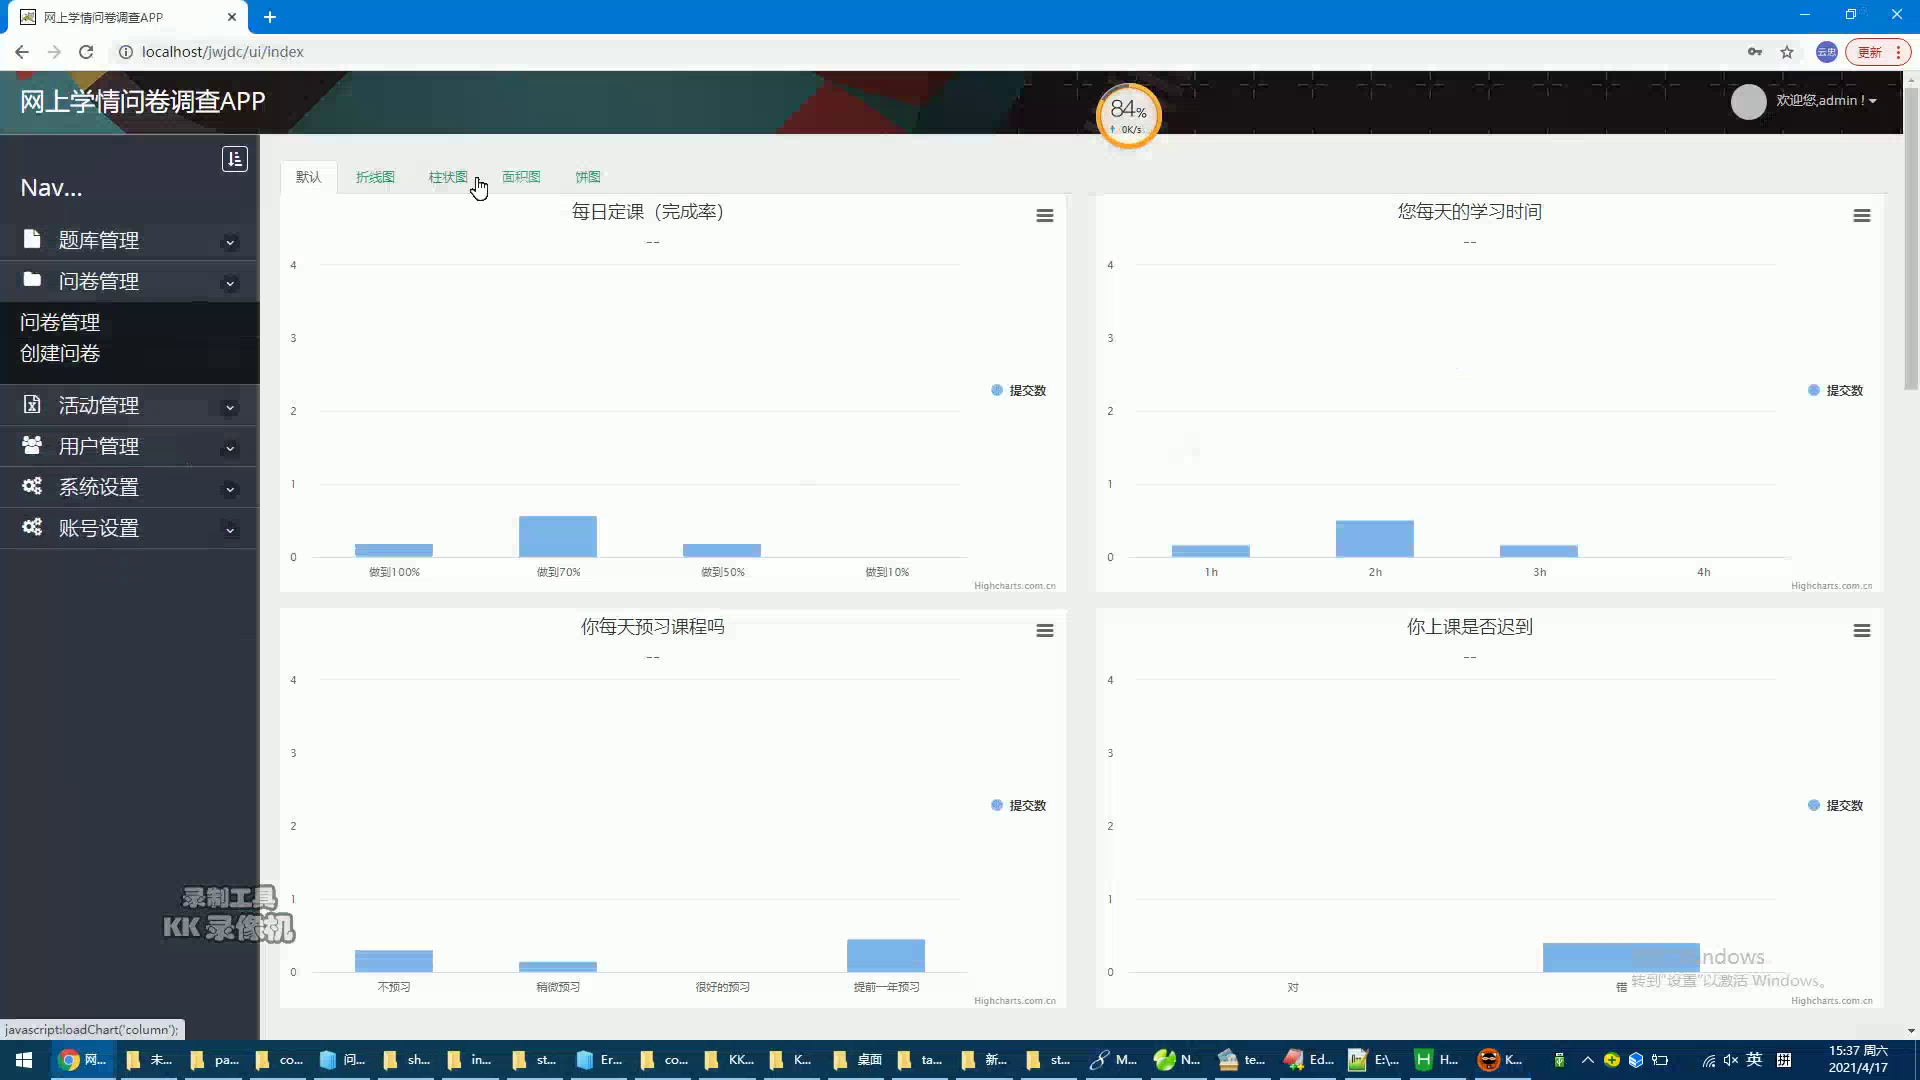 网上学情问卷调查APP
localhost/jwjdc/ui/index
云忠
更新
网上学情问卷调查APP
84%
0K/s
欢迎您,admin !
Nav...
题库管理
问卷管理
问卷管理
创建问卷
活动管理
用户管理
系统设置
账号设置
默认 折线图 柱状图 面积图 饼图
每日定课（完成率）
--
4
3
2
1
0
提交数
做到100% 做到70% 做到50% 做到10%
Highcharts.com.cn
您每天的学习时间
--
4
3
2
1
0
提交数
1h 2h 3h 4h
Highcharts.com.cn
你每天预习课程吗
--
4
3
2
1
0
提交数
不预习 稍微预习 很好的预习 提前一年预习
Highcharts.com.cn
你上课是否迟到
--
4
3
2
1
0
提交数
对 错
Highcharts.com.cn
录制工具
KK 录像机
ndows
转到"设置"以激活 Windows。
javascript:loadChart('column');
网... 未... pa... co... 问... sh... in... st... Er... co... KK... K... 桌面 ta... 新... st... M... N... te... Ed... E:\... H... K... 英
15:37 周六
2021/4/17